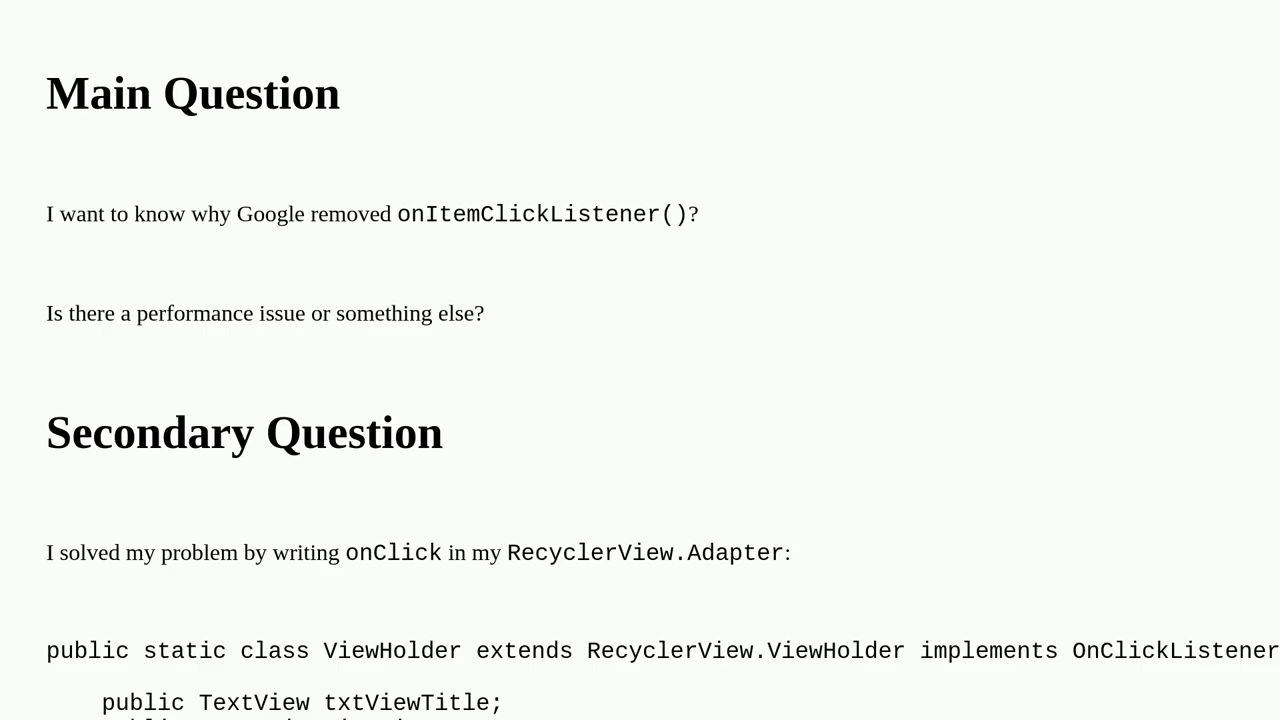 Main Question
I want to know why Google removed onItemClickListener()?
Is there a performance issue or something else?
Secondary Question
I solved my problem by writing onClick in my RecyclerView.Adapter:
public static class ViewHolder extends RecyclerView.ViewHolder implements OnClickListener
public TextView txtViewTitle;